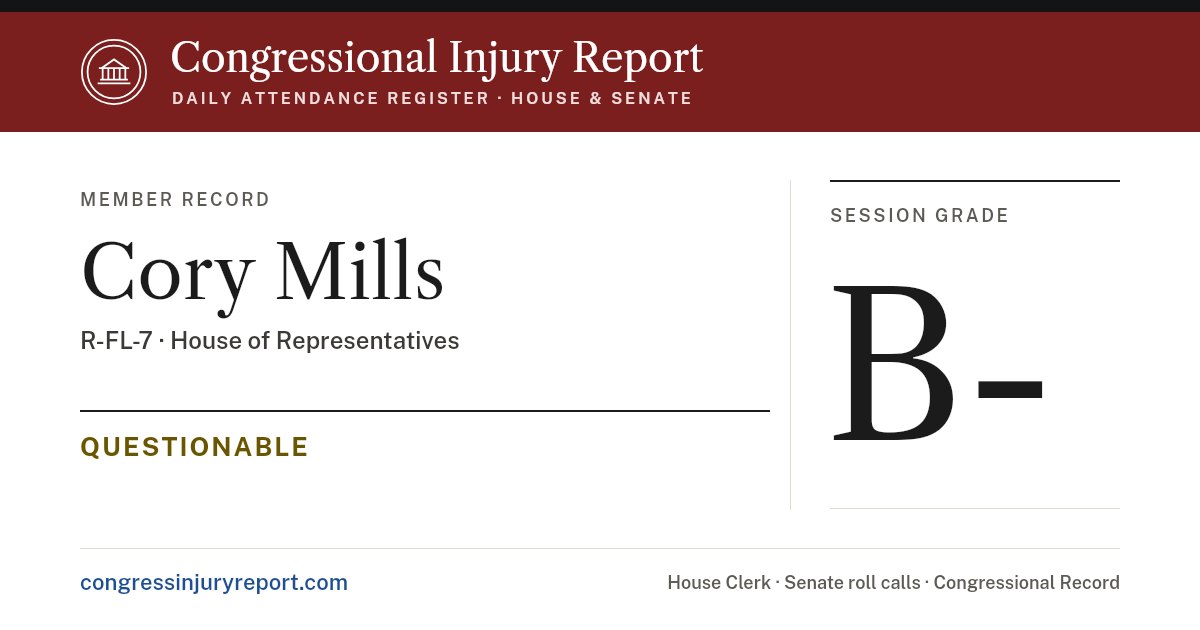 Congressional Injury Report
DAILY ATTENDANCE REGISTER · HOUSE & SENATE
MEMBER RECORD
Cory Mills
R-FL-7 · House of Representatives
QUESTIONABLE
SESSION GRADE
B-
congressinjuryreport.com
House Clerk · Senate roll calls · Congressional Record